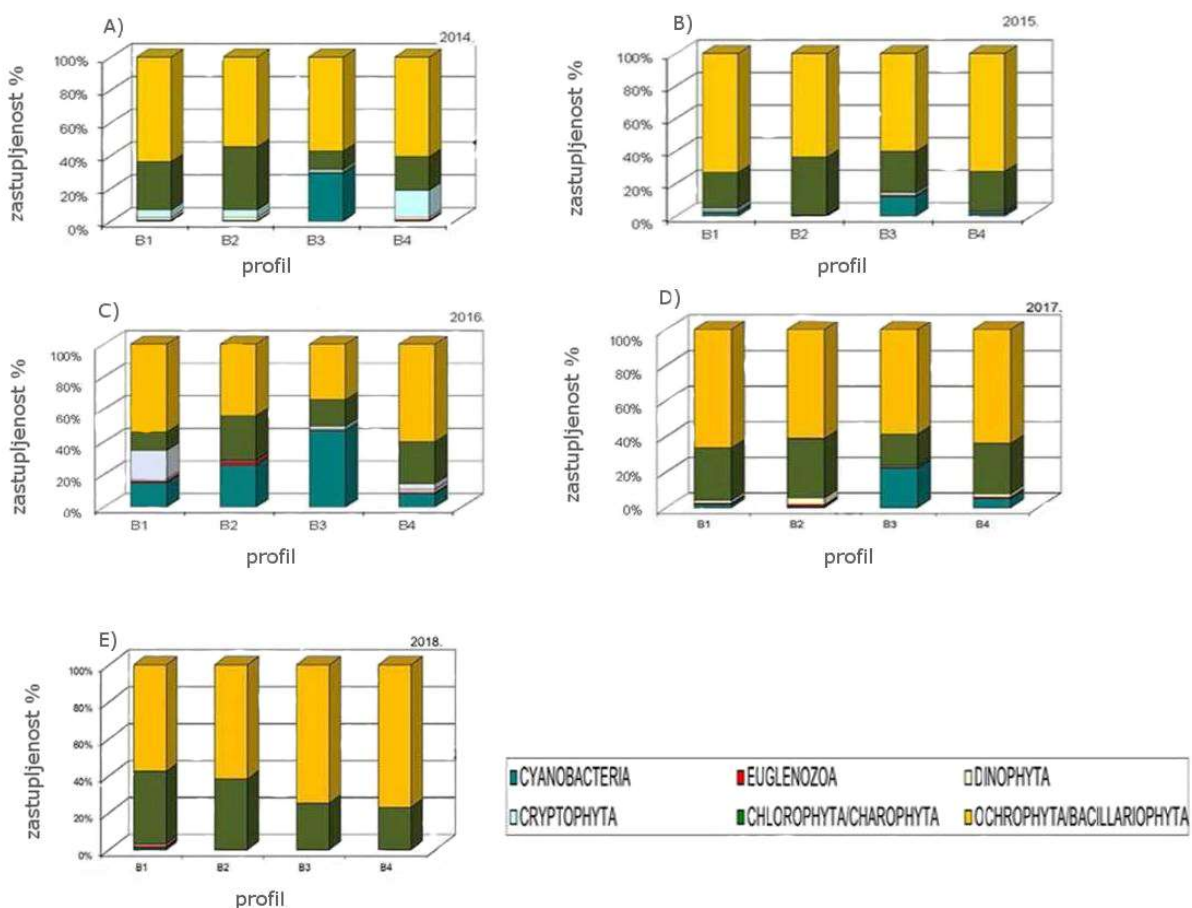 A)
2014.
zastupljenost %
100%
80%
60%
40%
20%
0%
B1 B2 B3 B4
profil
B)
2015.
zastupljenost %
100%
80%
60%
40%
20%
0%
B1 B2 B3 B4
profil
C)
2016.
zastupljenost %
100%
80%
60%
40%
20%
0%
B1 B2 B3 B4
profil
D)
2017.
zastupljenost %
100%
80%
60%
40%
20%
0%
B1 B2 B3 B4
profil
E)
2018.
zastupljenost %
100%
80%
60%
40%
20%
0%
B1 B2 B3 B4
profil
CYANOBACTERIA EUGLENOZOA DINOPHYTA
CRYPTOPHYTA CHLOROPHYTA/CHAROPHYTA OCHROPHYTA/BACILLARIOPHYTA